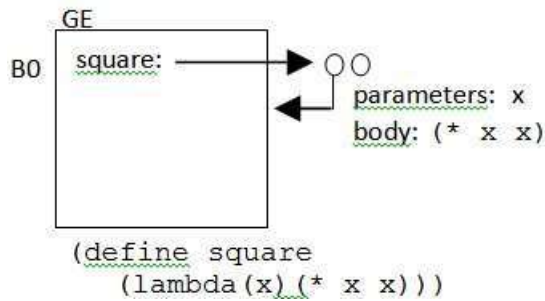 GE
B0
square:
parameters: x
body: (* x x)
(define square
(lambda(x)(* x x)))